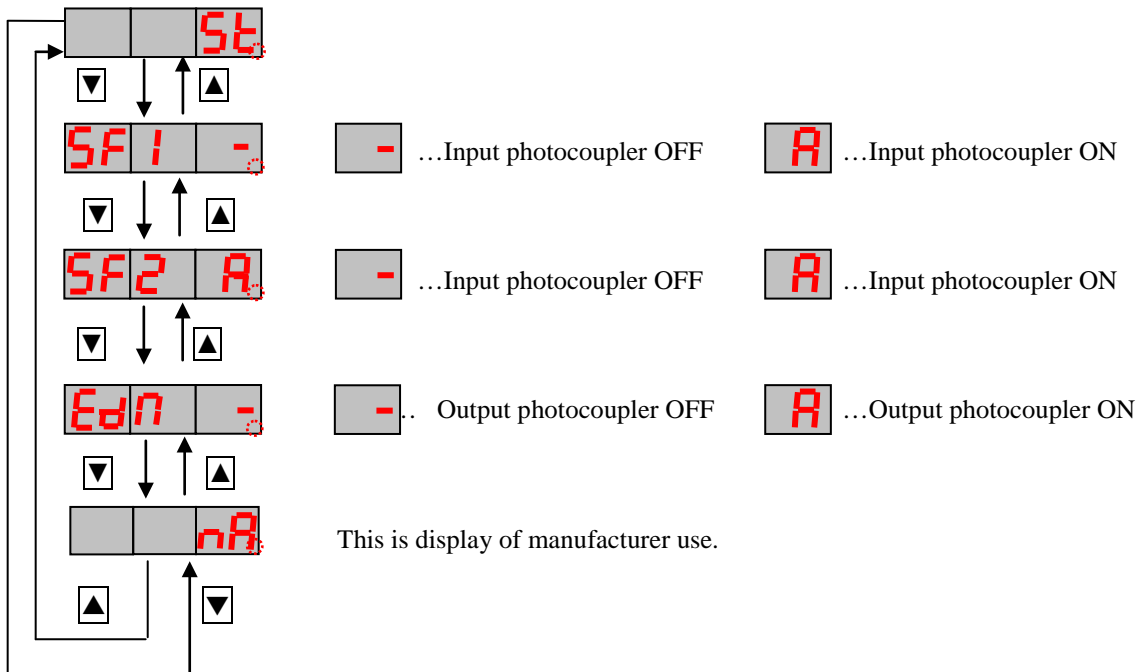 St
▼ ▲
SF1 -
- …Input photocoupler OFF
A …Input photocoupler ON
▼ ▲
SF2 A
- …Input photocoupler OFF
A …Input photocoupler ON
▼ ▲
EdM -
- .. Output photocoupler OFF
A …Output photocoupler ON
▼ ▲
nA
This is display of manufacturer use.
▲ ▼